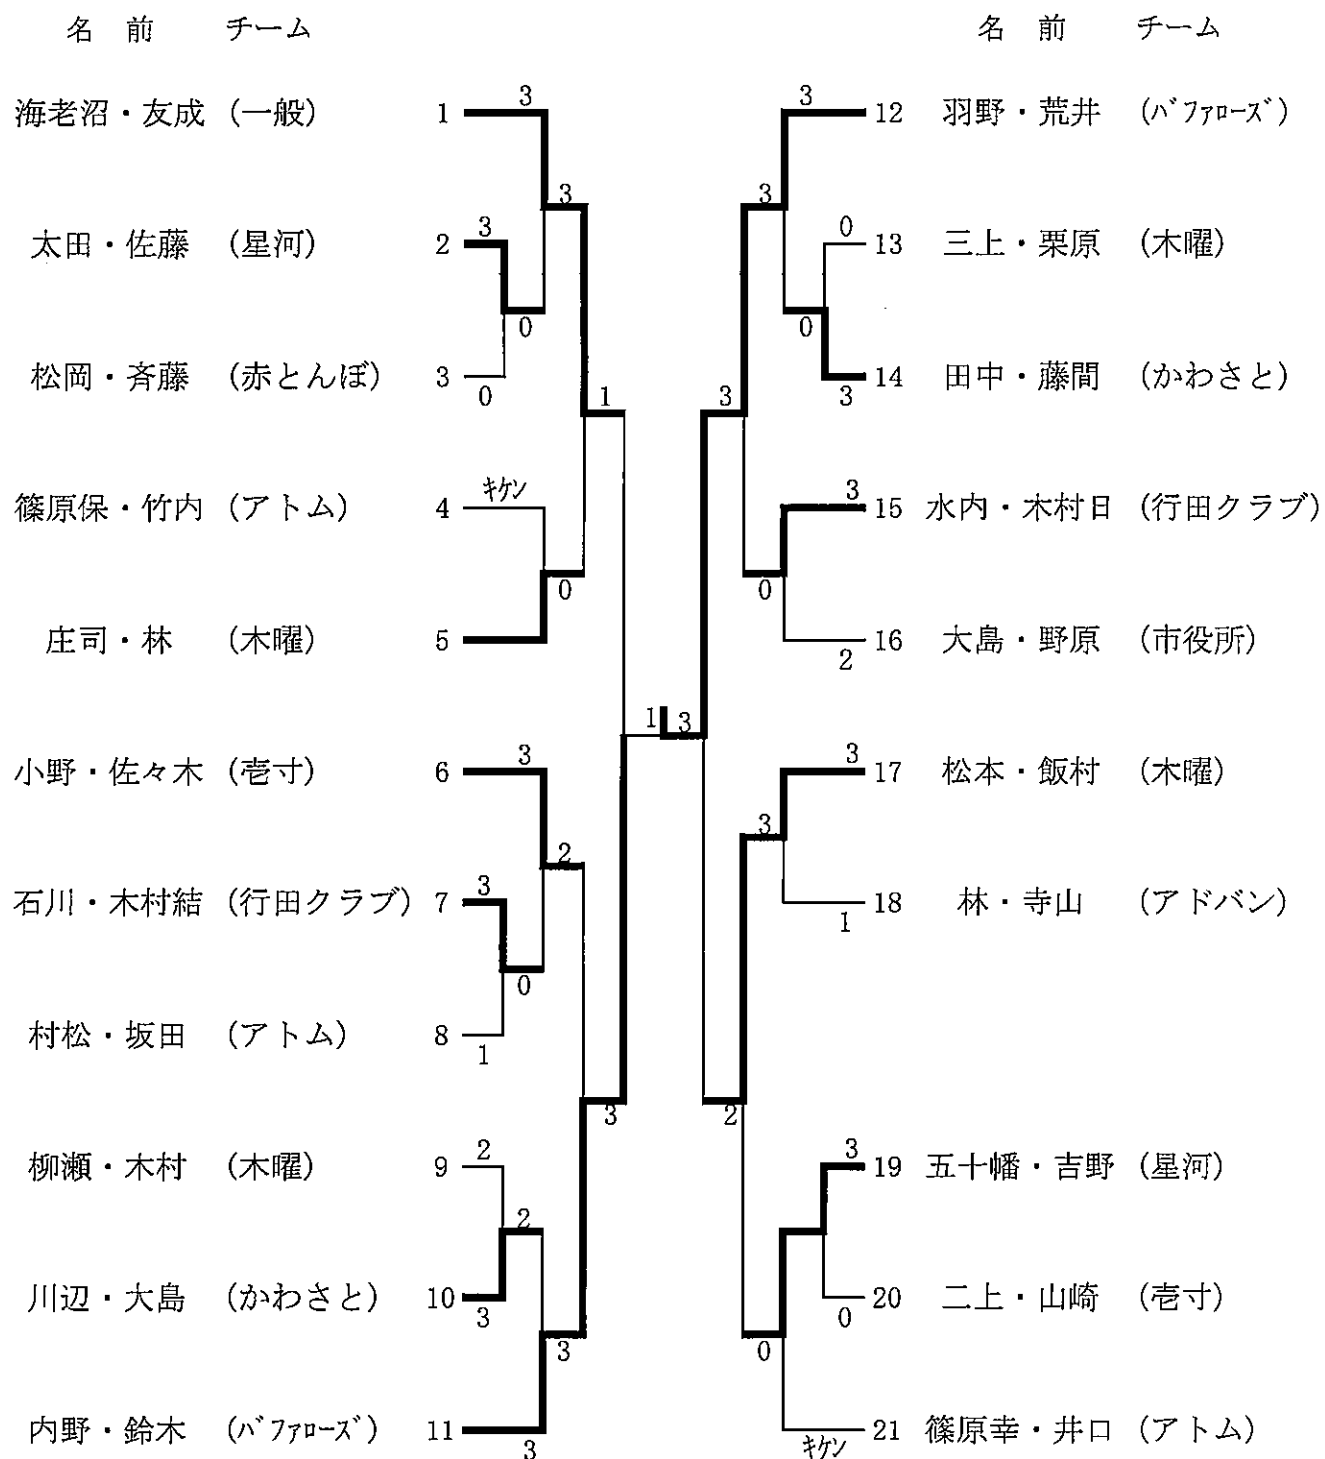 名 前 チーム 名 前 チーム
3 3
海老沼・友成 (一般) 1 12 羽野・荒井 (バファローズ)
3 3
3 0
太田・佐藤 (星河) 2 13 三上・栗原 (木曜)
0 0
松岡・斉藤 (赤とんぼ) 3 14 田中・藤間 (かわさと)
0 1 3 3
キケン 3
篠原保・竹内 (アトム) 4 15 水内・木村日 (行田クラブ)
0 0
庄司・林 (木曜) 5 16 大島・野原 (市役所)
2
1 3
3 3
小野・佐々木 (壱寸) 6 17 松本・飯村 (木曜)
2 3
3
石川・木村結 (行田クラブ) 7 18 林・寺山 (アドバン)
1
0
村松・坂田 (アトム) 8
1
3 2
2 3
柳瀬・木村 (木曜) 9 19 五十幡・吉野 (星河)
2
川辺・大島 (かわさと) 10 20 二上・山崎 (壱寸)
3 0
3 0
内野・鈴木 (バファローズ) 11 21 篠原幸・井口 (アトム)
3 キケン